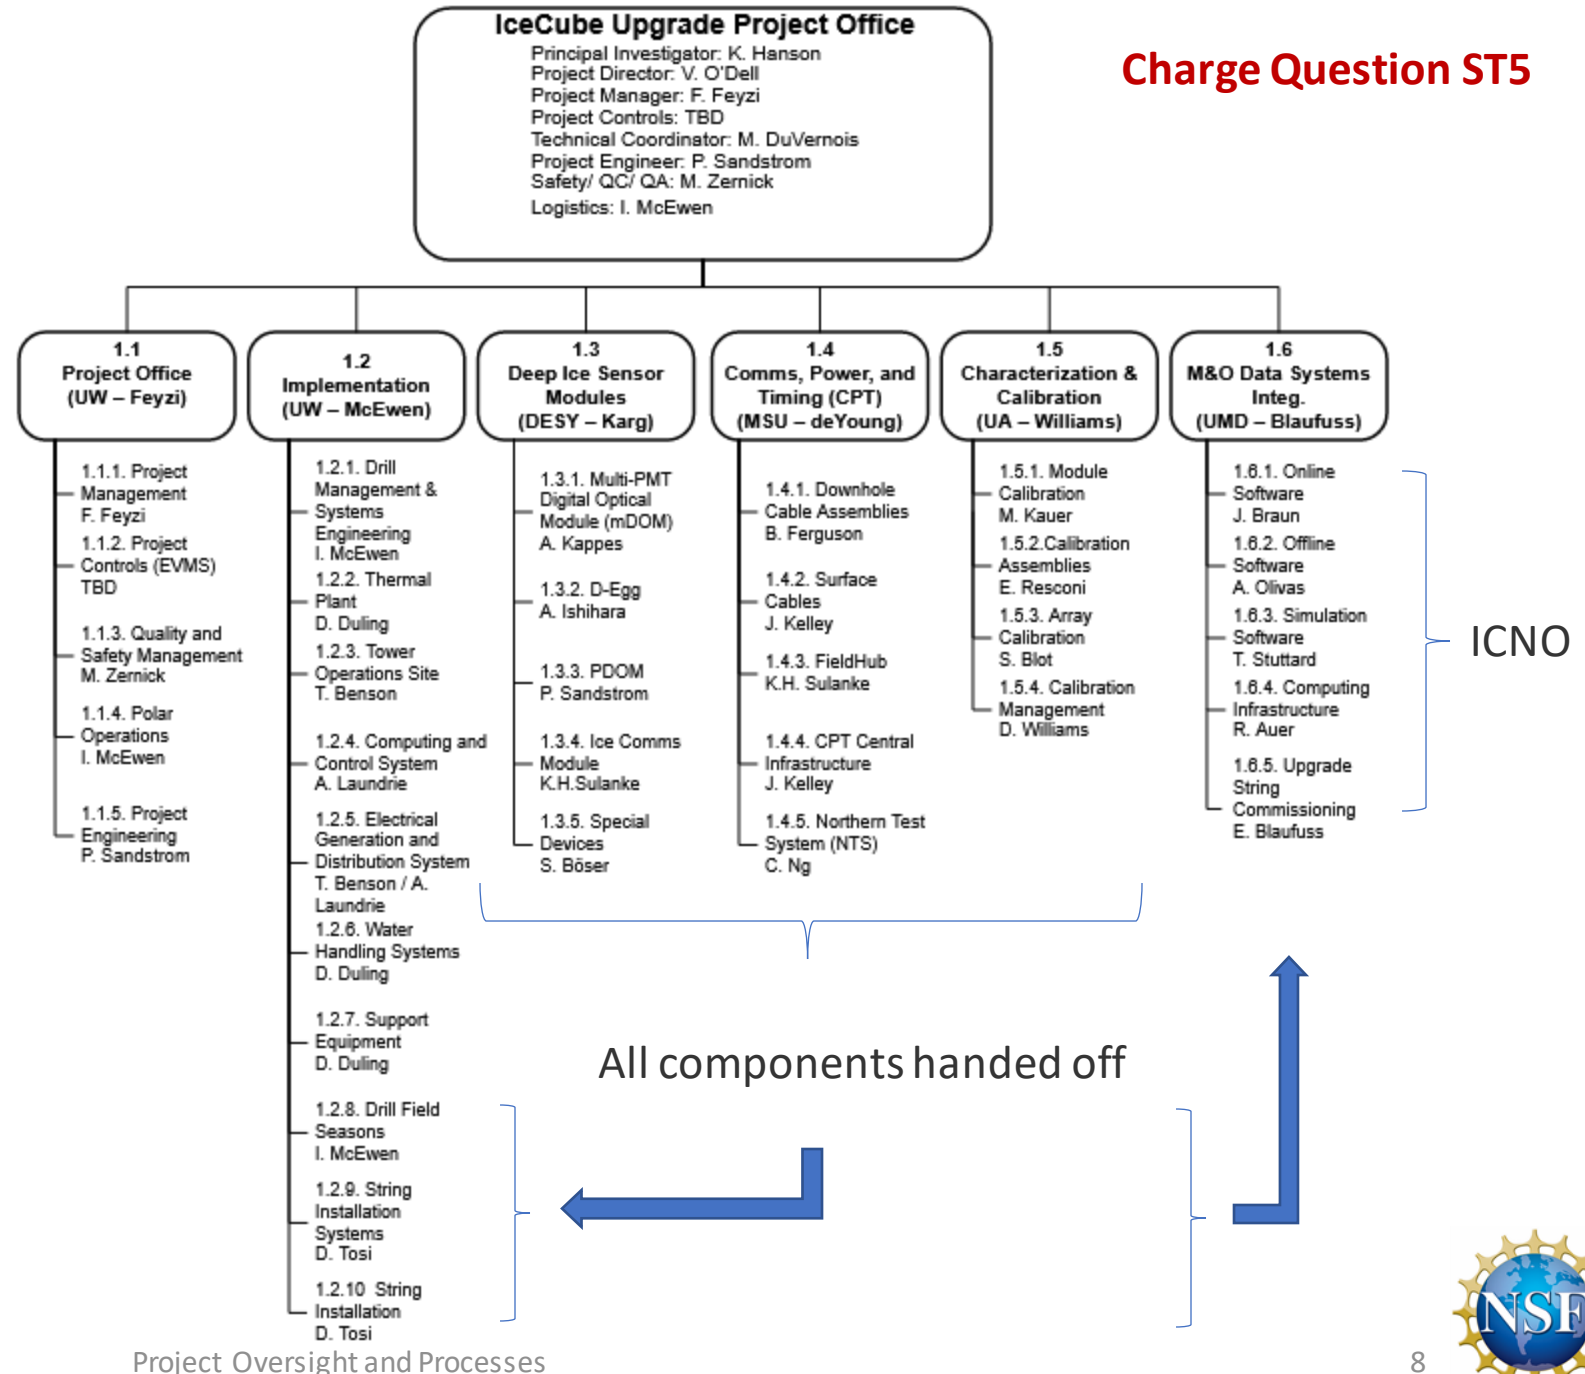 IceCube Upgrade Project Office
Principal Investigator: K. Hanson
Project Director: V. O'Dell
Project Manager: F. Feyzi
Project Controls: TBD
Technical Coordinator: M. DuVernois
Project Engineer: P. Sandstrom
Safety/ QC/ QA: M. Zernick
Logistics: I. McEwen
Charge Question ST5
1.1
Project Office
(UW – Feyzi)
1.2
Implementation
(UW – McEwen)
1.3
Deep Ice Sensor
Modules
(DESY – Karg)
1.4
Comms, Power, and
Timing (CPT)
(MSU – deYoung)
1.5
Characterization &
Calibration
(UA – Williams)
1.6
M&O Data Systems
Integ.
(UMD – Blaufuss)
1.1.1. Project
Management
F. Feyzi
1.1.2. Project
Controls (EVMS)
TBD
1.1.3. Quality and
Safety Management
M. Zernick
1.1.4. Polar
Operations
I. McEwen
1.1.5. Project
Engineering
P. Sandstrom
1.2.1. Drill
Management &
Systems
Engineering
I. McEwen
1.2.2. Thermal
Plant
D. Duling
1.2.3. Tower
Operations Site
T. Benson
1.2.4. Computing and
Control System
A. Laundrie
1.2.5. Electrical
Generation and
Distribution System
T. Benson / A.
Laundrie
1.2.6. Water
Handling Systems
D. Duling
1.2.7. Support
Equipment
D. Duling
1.2.8. Drill Field
Seasons
I. McEwen
1.2.9. String
Installation
Systems
D. Tosi
1.2.10 String
Installation
D. Tosi
1.3.1. Multi-PMT
Digital Optical
Module (mDOM)
A. Kappes
1.3.2. D-Egg
A. Ishihara
1.3.3. PDOM
P. Sandstrom
1.3.4. Ice Comms
Module
K.H.Sulanke
1.3.5. Special
Devices
S. Böser
1.4.1. Downhole
Cable Assemblies
B. Ferguson
1.4.2. Surface
Cables
J. Kelley
1.4.3. FieldHub
K.H. Sulanke
1.4.4. CPT Central
Infrastructure
J. Kelley
1.4.5. Northern Test
System (NTS)
C. Ng
1.5.1. Module
Calibration
M. Kauer
1.5.2.Calibration
Assemblies
E. Resconi
1.5.3. Array
Calibration
S. Blot
1.5.4. Calibration
Management
D. Williams
1.6.1. Online
Software
J. Braun
1.6.2. Offline
Software
A. Olivas
1.6.3. Simulation
Software
T. Stuttard
1.6.4. Computing
Infrastructure
R. Auer
1.6.5. Upgrade
String
Commissioning
E. Blaufuss
ICNO
All components handed off
Project Oversight and Processes
8
NSF